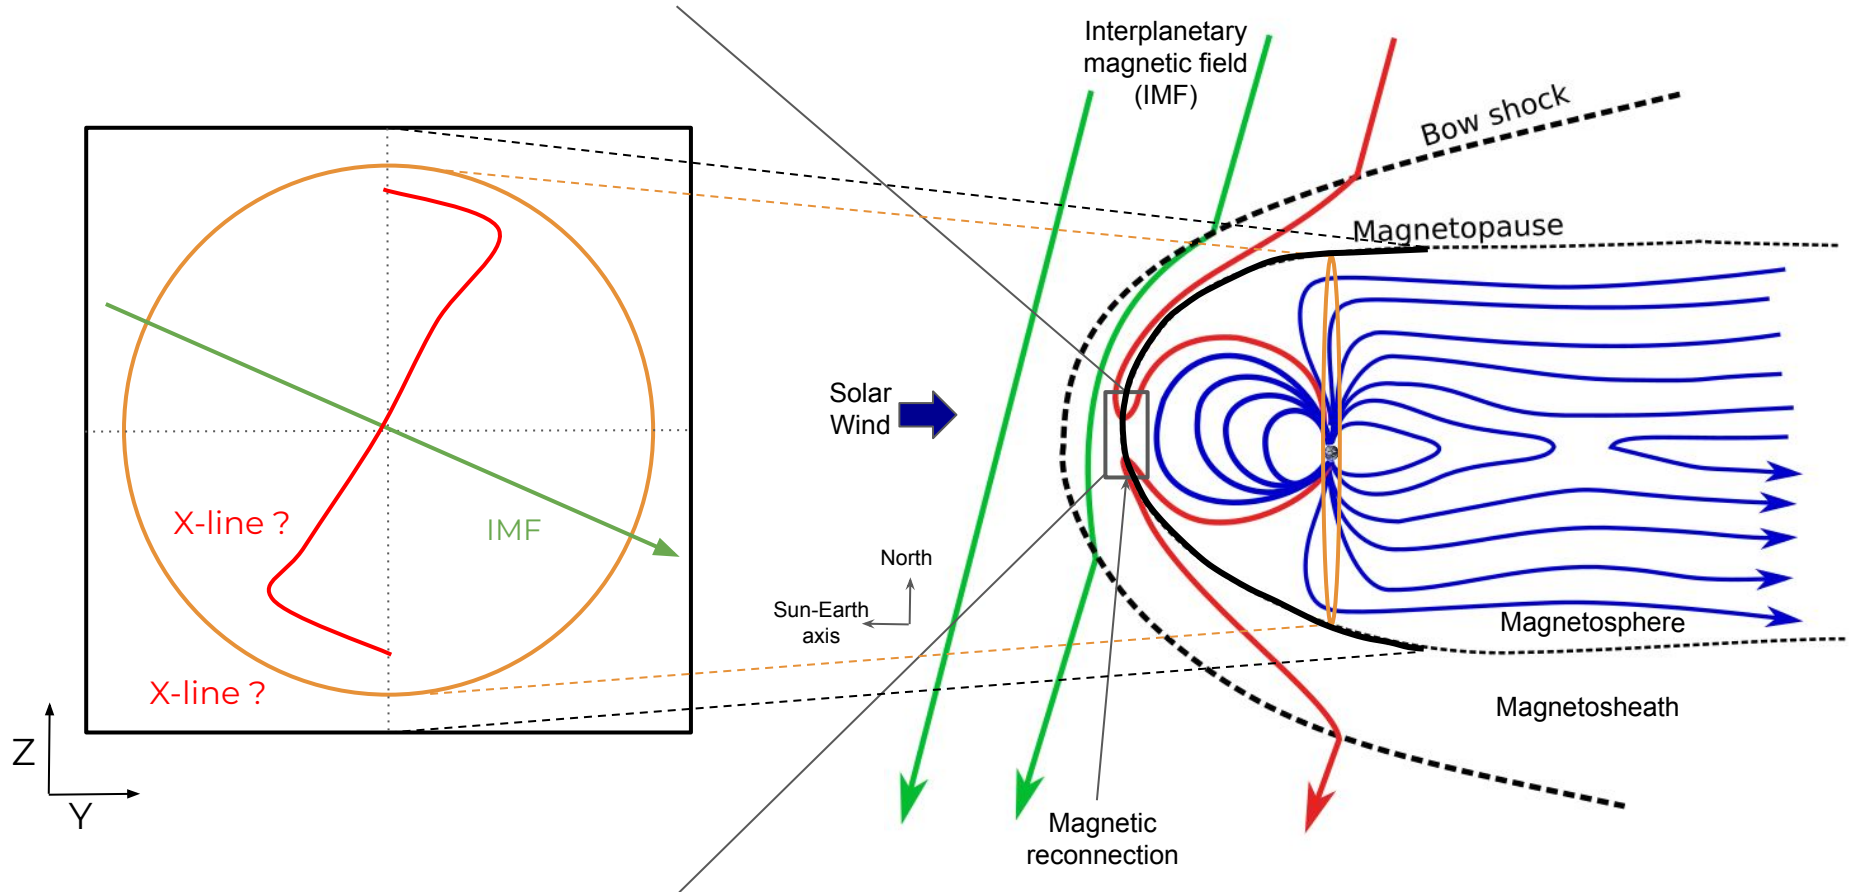 Interplanetary
magnetic field
(IMF)
Bow shock
Magnetopause
Solar
Wind
X-line ?
IMF
North
Sun-Earth
axis
Magnetosphere
X-line ?
Magnetosheath
Z
Y
Magnetic
reconnection